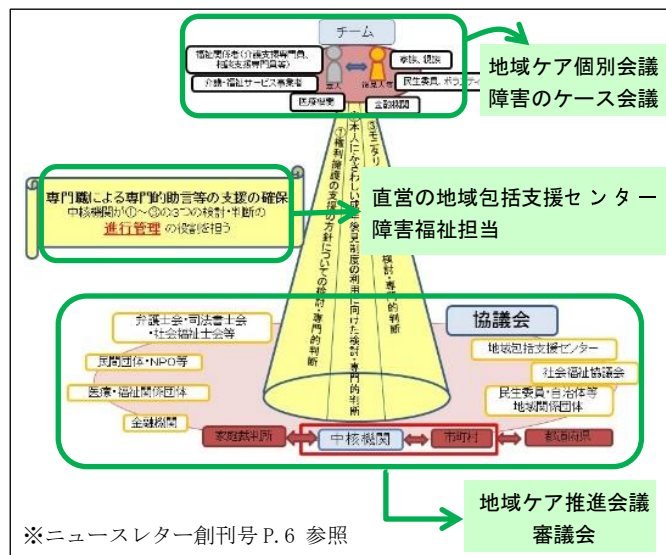 チーム
福祉関係者(介護支援専門員、
相談支援専門員等)
介護・福祉サービス事業者
医療機関
本人
後見人等
家族、親族
民生委員、ボランティ
金融機関
地域ケア個別会議
障害のケース会議
専門職による専門的助言等の支援の確保
中核機関が①~③の3つの検討・判断の
進行管理 の役割を担う
①権利擁護の支援の方針についての検討・専門的判断
②本人にふさわしい成年後見制度の利用に向けた検討・専門的判断
③モニタリ
検討・専門的判断
直営の地域包括支援センター
障害福祉担当
協議会
弁護士会・司法書士会・
社会福祉士会等
民間団体・NPO等
医療・福祉関係団体
金融機関
地域包括支援センター
社会福祉協議会
民生委員・自治体等
地域関係団体
家庭裁判所
中核機関
市町村
都道府県
地域ケア推進会議
審議会
※ニュースレター創刊号 P.6 参照